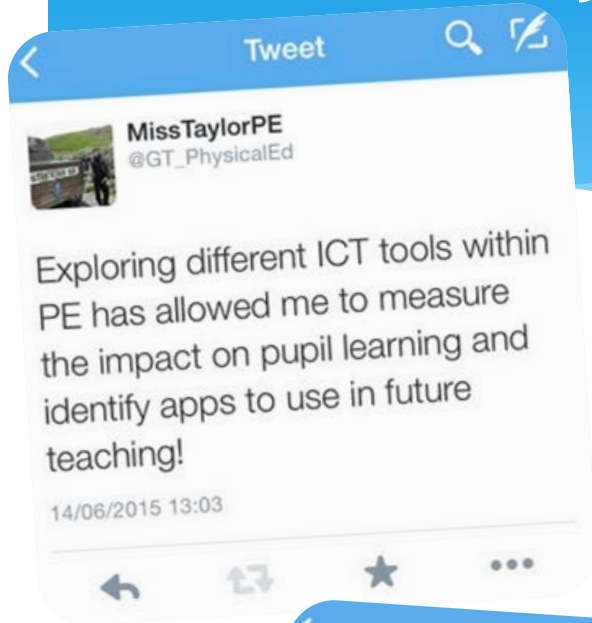 Tweet
MissTaylorPE
@GT_PhysicalEd
Exploring different ICT tools within
PE has allowed me to measure
the impact on pupil learning and
identify apps to use in future
teaching!
14/06/2015 13:03